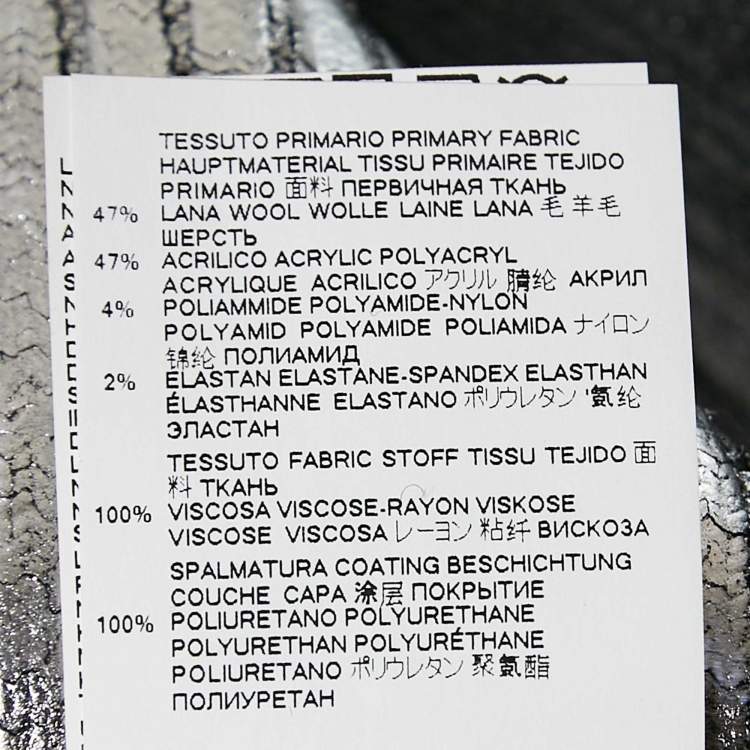 TESSUTO PRIMARIO PRIMARY FABRIC
HAUPTMATERIAL TISSU PRIMAIRE TEJIDO
PRIMARIO 面料 ПЕРВИЧНАЯ ТКАНЬ
47% LANA WOOL WOLLE LAINE LANA 毛 羊毛
ШЕРСТЬ
47% ACRILICO ACRYLIC POLYACRYL
ACRYLIQUE ACRILICO アクリル 腈纶 АКРИЛ
4% POLIAMMIDE POLYAMIDE-NYLON
POLYAMID POLYAMIDE POLIAMIDA ナイロン
锦纶 ПОЛИАМИД
2% ELASTAN ELASTANE-SPANDEX ELASTHAN
ÉLASTHANNE ELASTANO ポリウレタン '氨纶
ЭЛАСТАН
TESSUTO FABRIC STOFF TISSU TEJIDO 面
料 ТКАНЬ
100% VISCOSA VISCOSE-RAYON VISKOSE
VISCOSE VISCOSA レーヨン 粘纤 ВИСКОЗА
SPALMATURA COATING BESCHICHTUNG
COUCHE CAPA 涂层 ПОКРЫТИЕ
100% POLIURETANO POLYURETHANE
POLYURETHAN POLYURÉTHANE
POLIURETANO ポリウレタン 聚氨酯
ПОЛИУРЕТАН